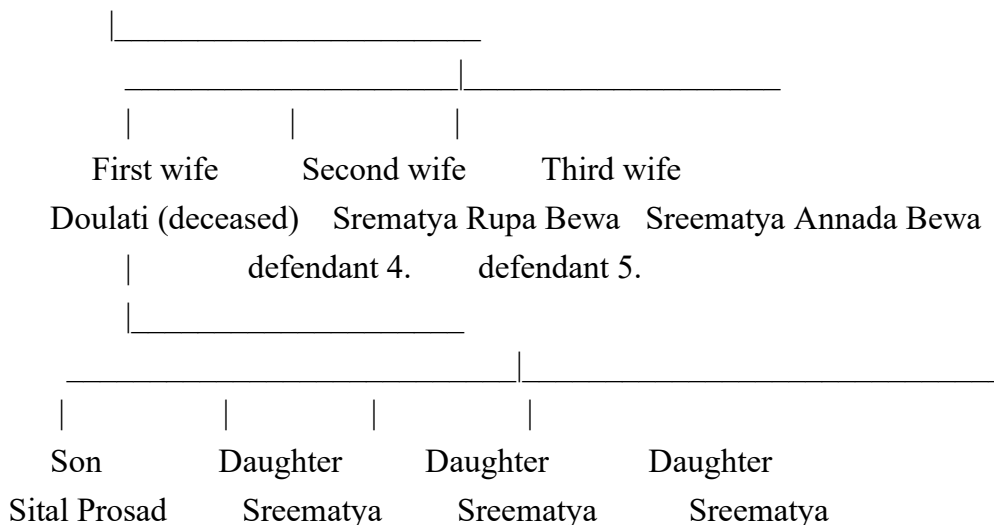 First wife Second wife Third wife
Doulati (deceased) Srematya Rupa Bewa Sreematya Annada Bewa
defendant 4. defendant 5.
Son Daughter Daughter Daughter
Sital Prosad Sreematya Sreematya Sreematya